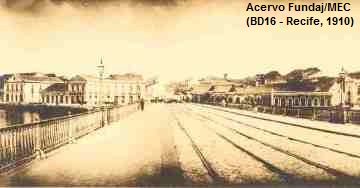 Acervo Fundaj/MEC
(BD16 - Recife, 1910)